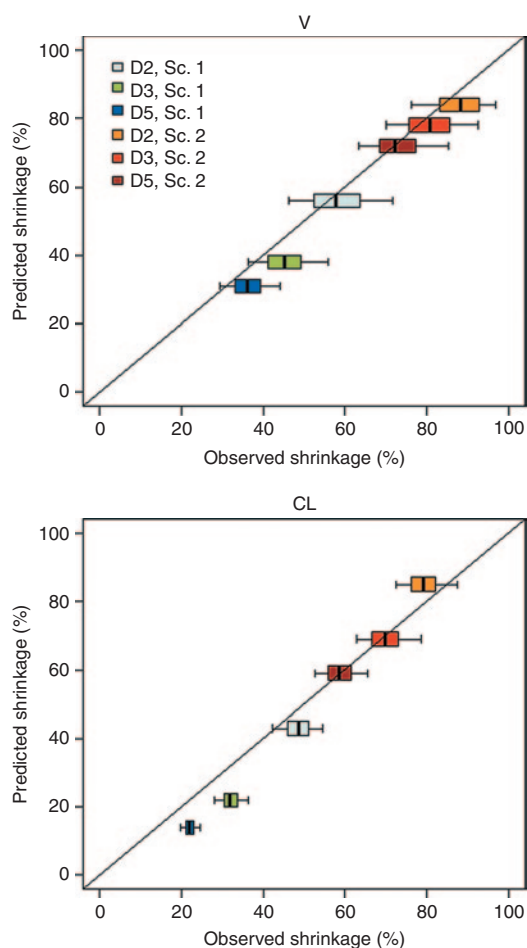 V
100
80
60
40
20
0
Predicted shrinkage (%)
D2, Sc. 1
D3, Sc. 1
D5, Sc. 1
D2, Sc. 2
D3, Sc. 2
D5, Sc. 2
0 20 40 60 80 100
Observed shrinkage (%)
CL
100
80
60
40
20
0
Predicted shrinkage (%)
0 20 40 60 80 100
Observed shrinkage (%)